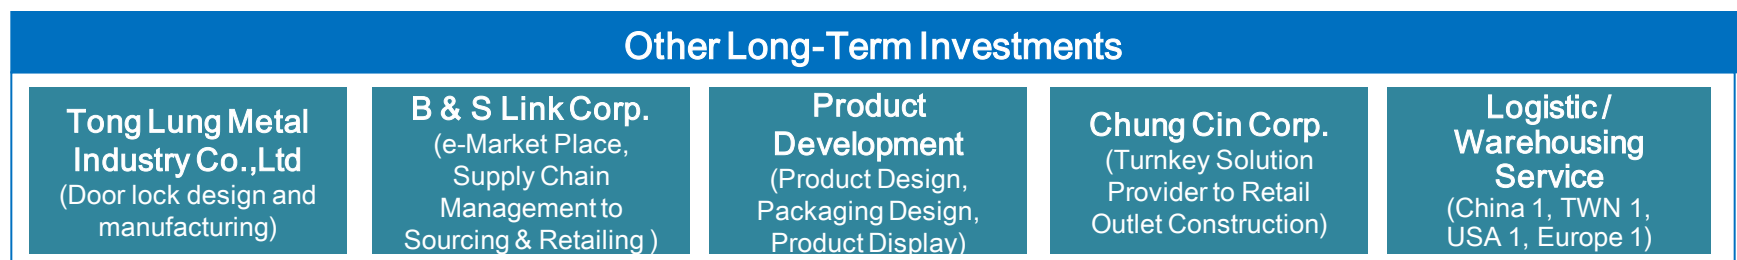 Other Long-Term Investments
Tong Lung Metal
Industry Co.,Ltd
(Door lock design and
manufacturing)
B & S Link Corp.
(e-Market Place,
Supply Chain
Management to
Sourcing & Retailing )
Product
Development
(Product Design,
Packaging Design,
Product Display)
Chung Cin Corp.
(Turnkey Solution
Provider to Retail
Outlet Construction)
Logistic /
Warehousing
Service
(China 1, TWN 1,
USA 1, Europe 1)